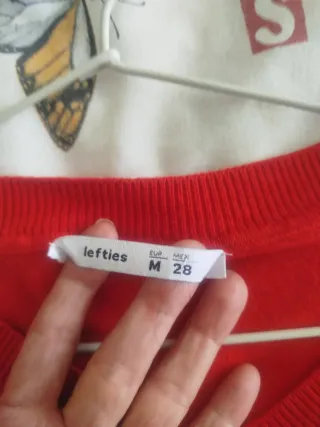 S
lefties
EUR MEX
M 28